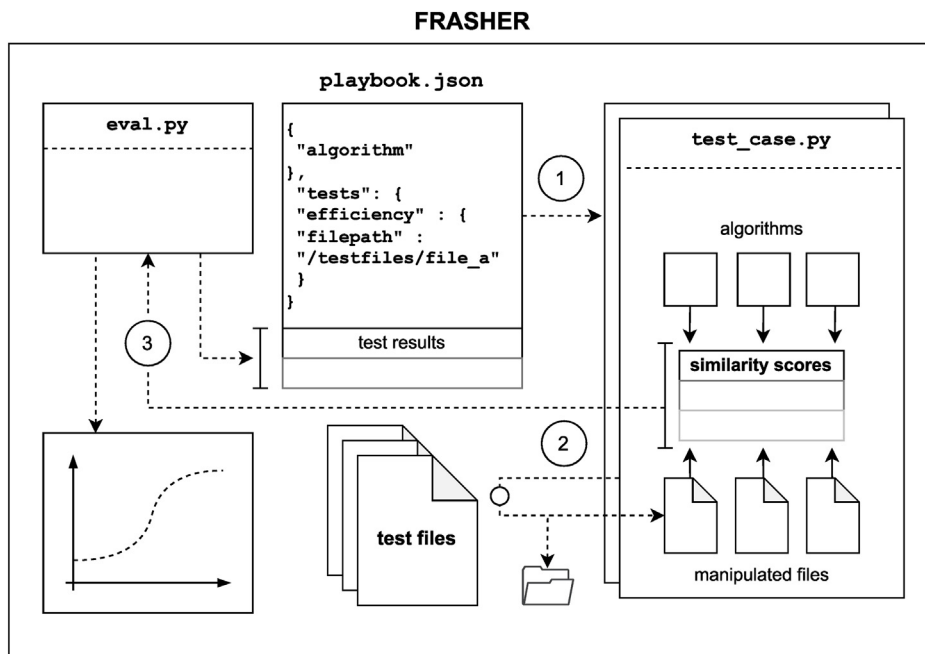 FRASHER
playbook.json
eval.py
{
"algorithm"
},
"tests": {
"efficiency" : {
"filepath" :
"/testfiles/file_a"
}
}
test results
1
test_case.py
algorithms
similarity scores
3
2
test files
manipulated files